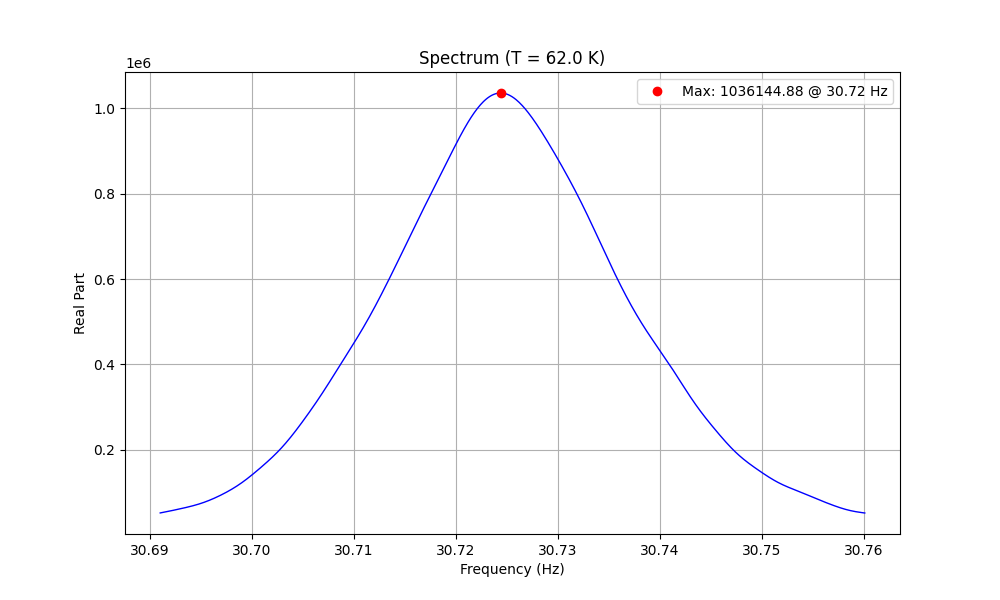 Spectrum (T = 62.0 K)
1e6
Max: 1036144.88 @ 30.72 Hz
1.0
0.8
0.6
0.4
0.2
Real Part
30.69 30.70 30.71 30.72 30.73 30.74 30.75 30.76
Frequency (Hz)